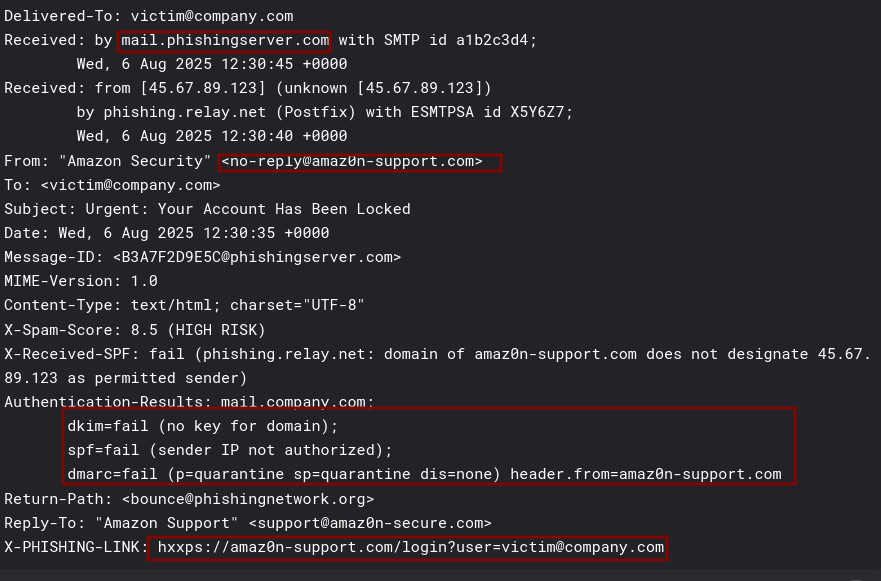 Delivered-To: victim@company.com
Received: by mail.phishingserver.com with SMTP id a1b2c3d4;
Wed, 6 Aug 2025 12:30:45 +0000
Received: from [45.67.89.123] (unknown [45.67.89.123])
by phishing.relay.net (Postfix) with ESMTPSA id X5Y6Z7;
Wed, 6 Aug 2025 12:30:40 +0000
From: "Amazon Security" <no-reply@amaz0n-support.com>
To: <victim@company.com>
Subject: Urgent: Your Account Has Been Locked
Date: Wed, 6 Aug 2025 12:30:35 +0000
Message-ID: <B3A7F2D9E5C@phishingserver.com>
MIME-Version: 1.0
Content-Type: text/html; charset="UTF-8"
X-Spam-Score: 8.5 (HIGH RISK)
X-Received-SPF: fail (phishing.relay.net: domain of amaz0n-support.com does not designate 45.67.
89.123 as permitted sender)
Authentication-Results: mail.company.com;
dkim=fail (no key for domain);
spf=fail (sender IP not authorized);
dmarc=fail (p=quarantine sp=quarantine dis=none) header.from=amaz0n-support.com
Return-Path: <bounce@phishingnetwork.org>
Reply-To: "Amazon Support" <support@amaz0n-secure.com>
X-PHISHING-LINK: hxxps://amaz0n-support.com/login?user=victim@company.com